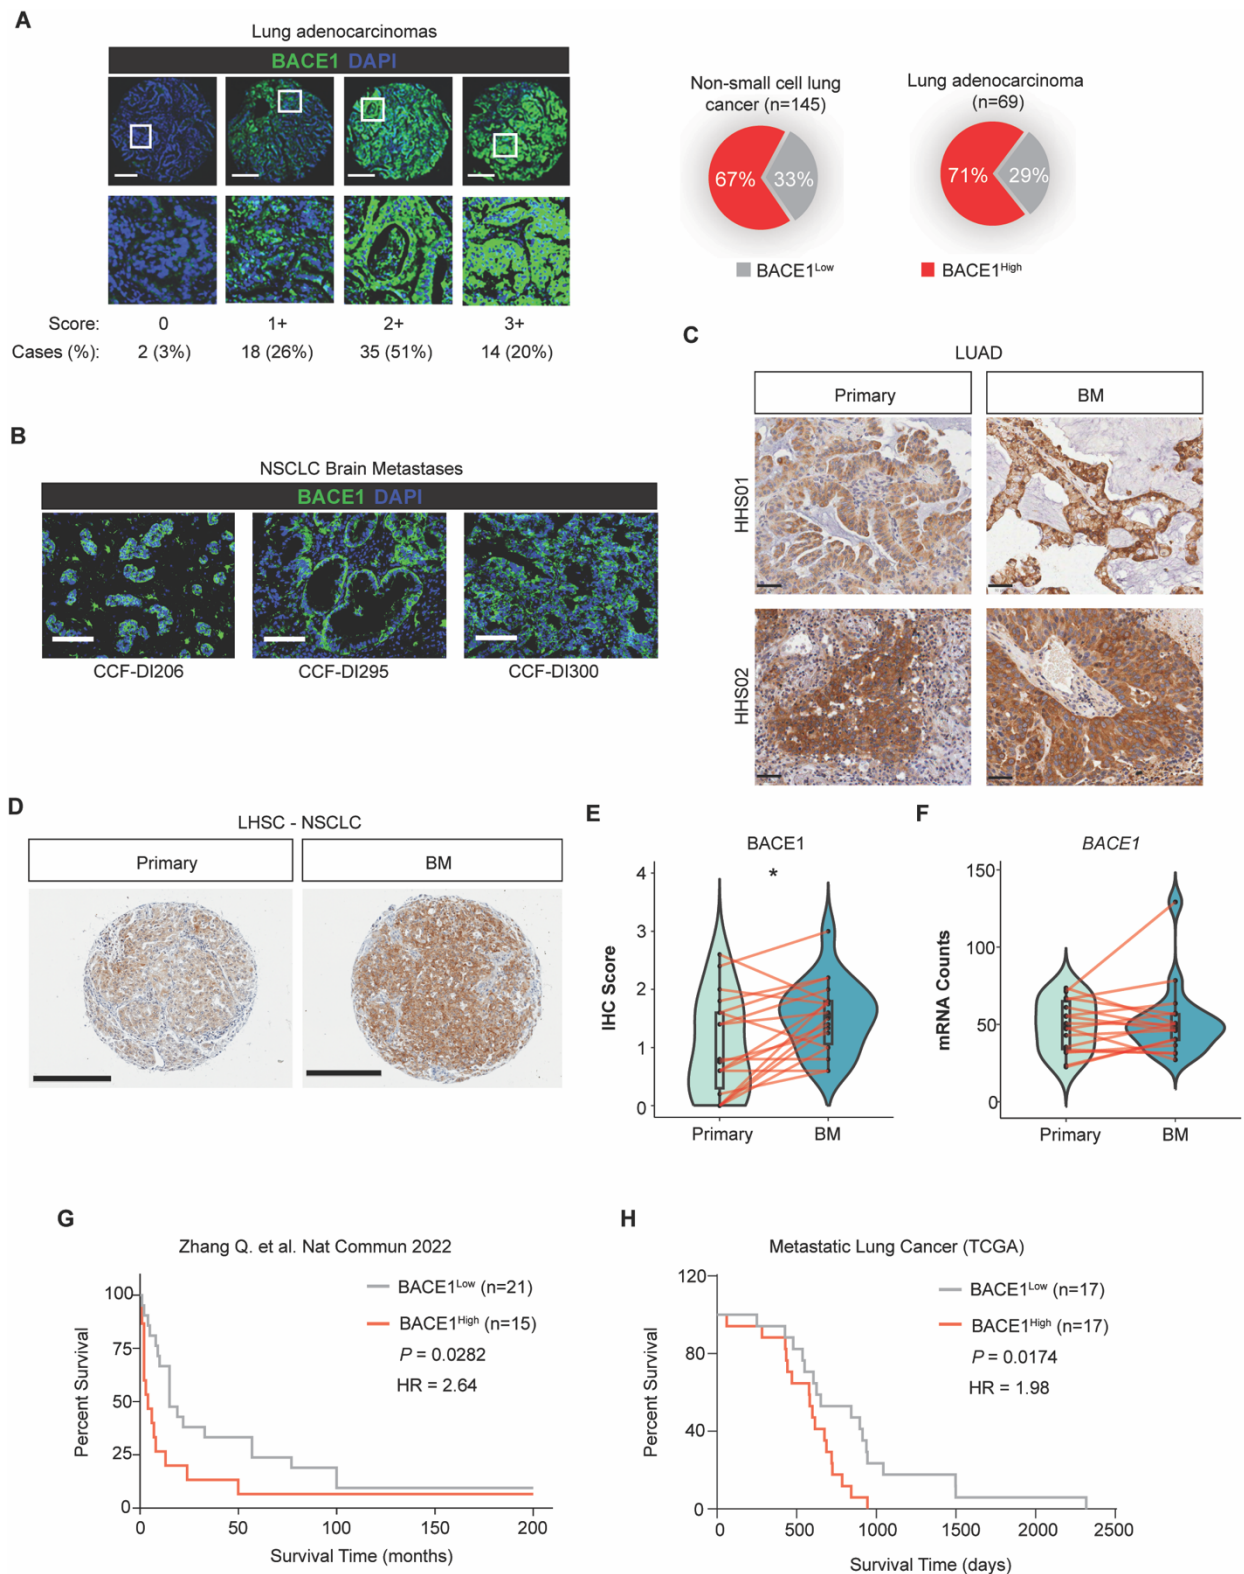 A
Lung adenocarcinomas
BACE1 DAPI
Score: 0 1+ 2+ 3+
Cases (%): 2 (3%) 18 (26%) 35 (51%) 14 (20%)
Non-small cell lung
cancer (n=145)
67% 33%
Lung adenocarcinoma
(n=69)
71% 29%
BACE1Low BACE1High
B
NSCLC Brain Metastases
BACE1 DAPI
CCF-DI206 CCF-DI295 CCF-DI300
C
LUAD
Primary BM
HHS01
HHS02
D
LHSC - NSCLC
Primary BM
E
BACE1
*
IHC Score
4
3
2
1
0
Primary BM
F
BACE1
mRNA Counts
150
100
50
0
Primary BM
G
Zhang Q. et al. Nat Commun 2022
BACE1Low (n=21)
BACE1High (n=15)
P = 0.0282
HR = 2.64
Percent Survival
100
75
50
25
0
0 50 100 150 200
Survival Time (months)
H
Metastatic Lung Cancer (TCGA)
BACE1Low (n=17)
BACE1High (n=17)
P = 0.0174
HR = 1.98
Percent Survival
120
80
40
0
0 500 1000 1500 2000 2500
Survival Time (days)